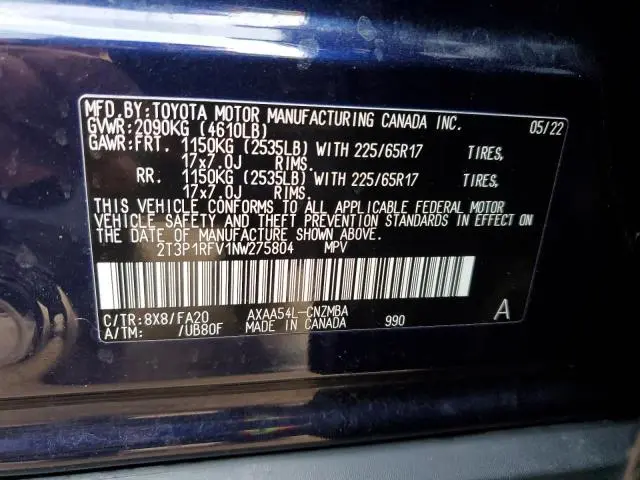 MFD.BY:TOYOTA MOTOR MANUFACTURING CANADA INC. 05/22
GVWR:2090KG (4610LB)
GAWR:FRT. 1150KG (2535LB) WITH 225/65R17 TIRES,
17x7.0J RIMS.
RR. 1150KG (2535LB) WITH 225/65R17 TIRES,
17x7.0J RIMS.
THIS VEHICLE CONFORMS TO ALL APPLICABLE FEDERAL MOTOR
VEHICLE SAFETY AND THEFT PREVENTION STANDARDS IN EFFECT ON
THE DATE OF MANUFACTURE SHOWN ABOVE.
2T3P1RFV1NW275804 MPV
C/TR:8X8/FA20 AXAA54L-CNZMBA
A/TM: /UB80F MADE IN CANADA 990 A